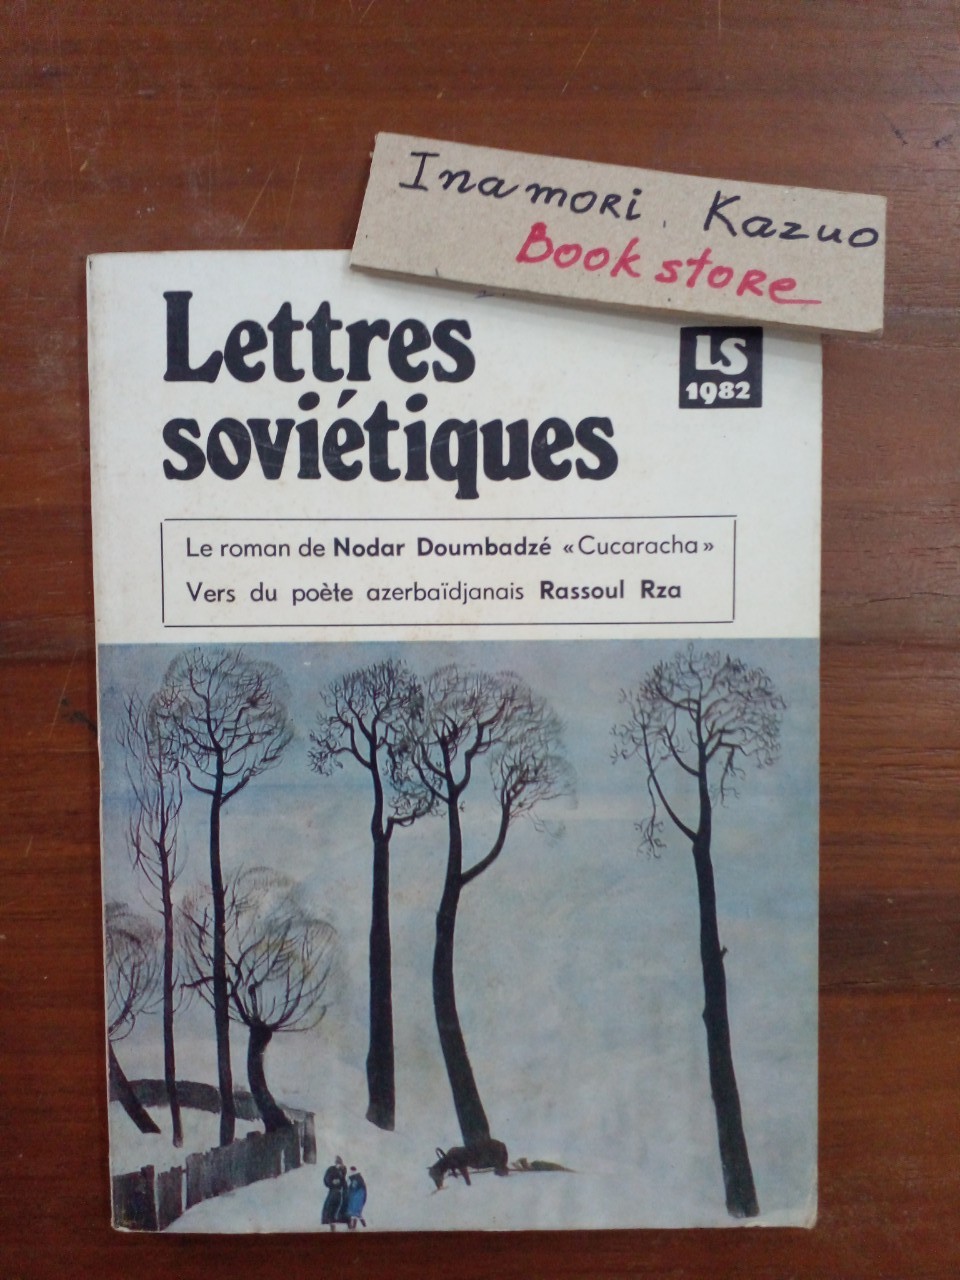 Inamori Kazuo
Book store
Lettres
soviétiques
LS
1982
Le roman de Nodar Doumbadzé «Cucaracha»
Vers du poète azerbaïdjanais Rassoul Rza